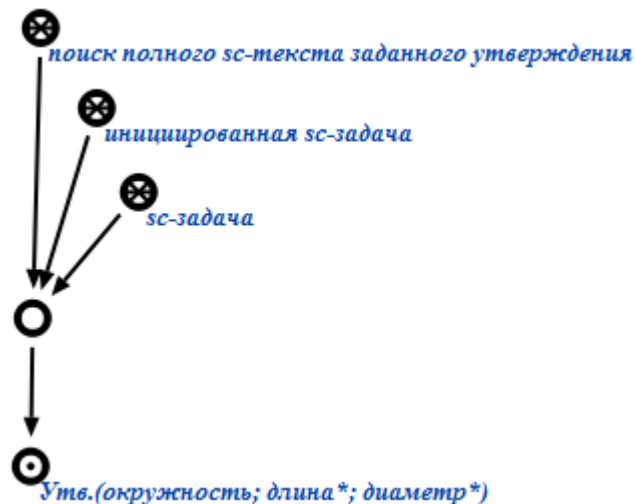 поиск полного sc-текста заданного утверждения
инициированная sc-задача
sc-задача
Утв.(окружность; длина*; диаметр*)